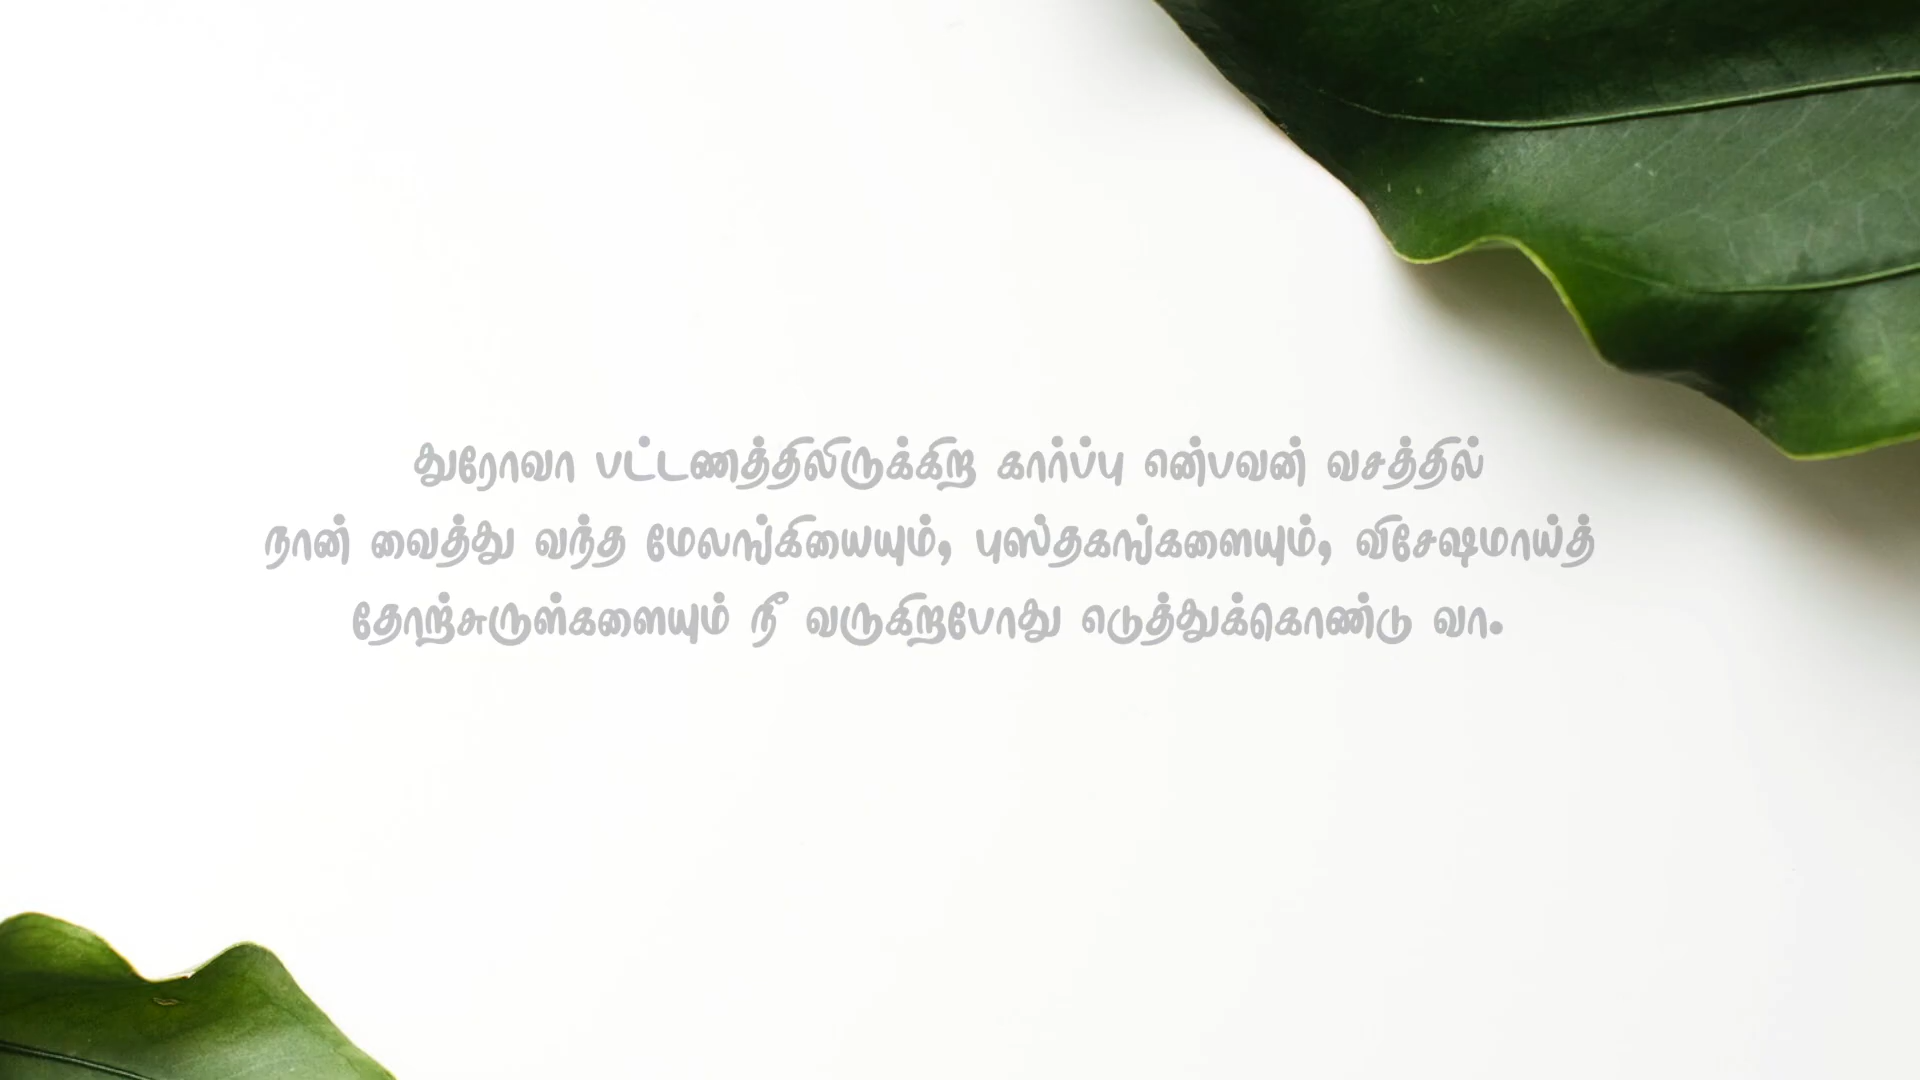 துரோவா பட்டணத்திலிருக்கிற கார்ப்பு என்பவன் வசத்தில்
நான் வைத்து வந்த மேலங்கியையும், புஸ்தகங்களையும், விசேஷமாய்த்
தோற்சுருள்களையும் நீ வருகிறபோது எடுத்துக்கொண்டு வா.